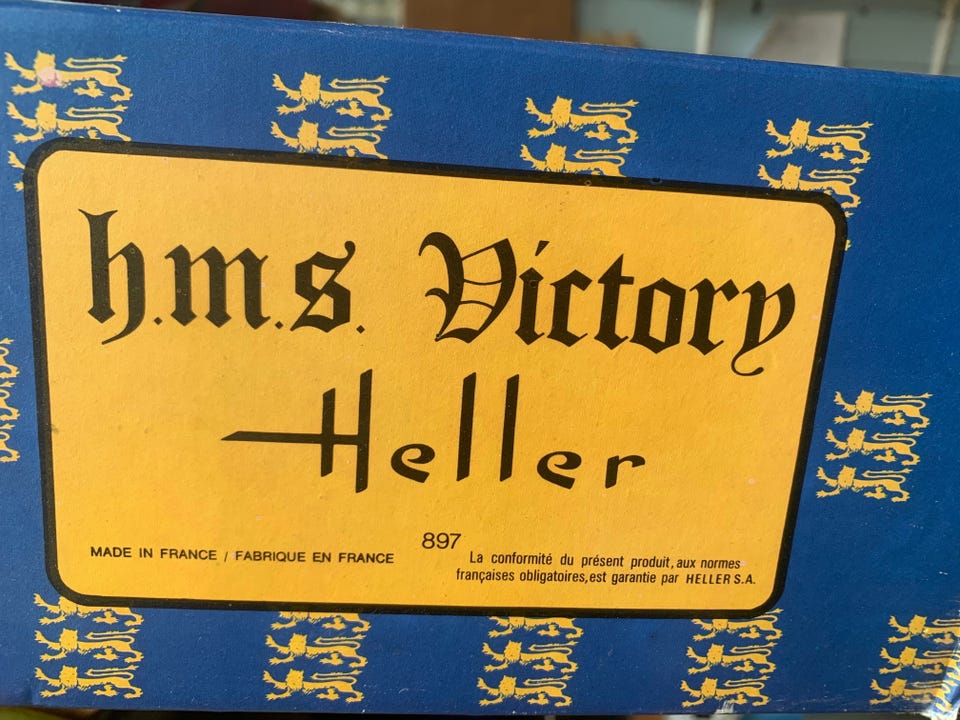 h.m.s. Victory
Heller
897
MADE IN FRANCE / FABRIQUE EN FRANCE
La conformité du présent produit, aux normes
françaises obligatoires, est garantie par HELLER S.A.